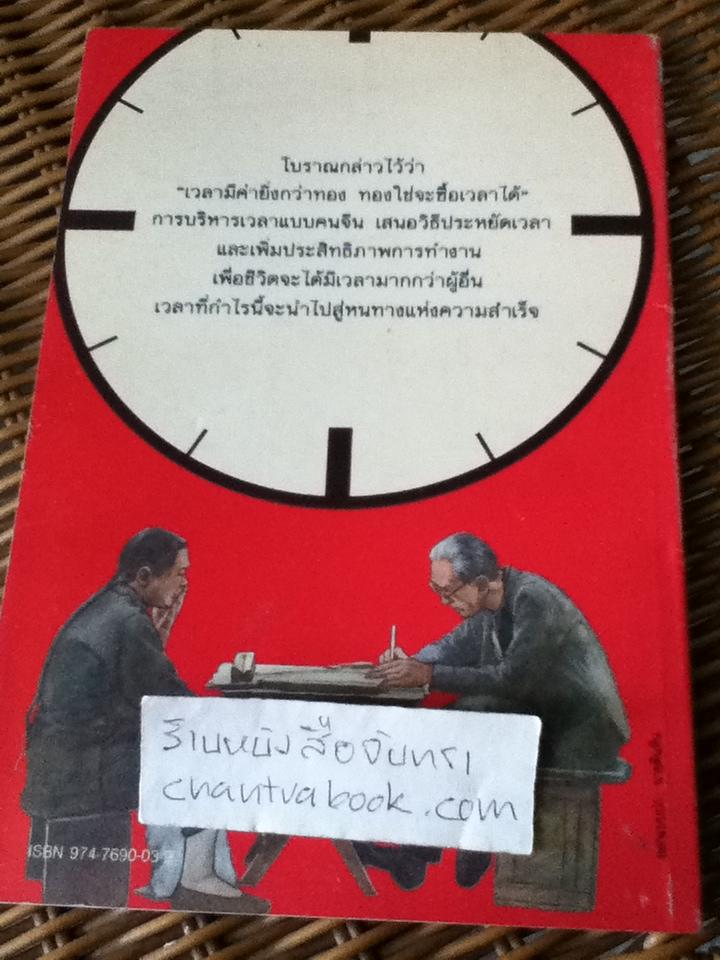 โบราณกล่าวไว้ว่า
"เวลามีค่ายิ่งกว่าทอง ทองใช่จะซื้อเวลาได้"
การบริหารเวลาแบบคนจีน เสนอวิธีประหยัดเวลา
และเพิ่มประสิทธิภาพการทำงาน
เพื่อชีวิตจะได้มีเวลามากกว่าผู้อื่น
เวลาที่กำไรนี้จะนำไปสู่หนทางแห่งความสำเร็จ
ร้านหนังสือจันทรา
chantrabook.com
ISBN 974-7690-03